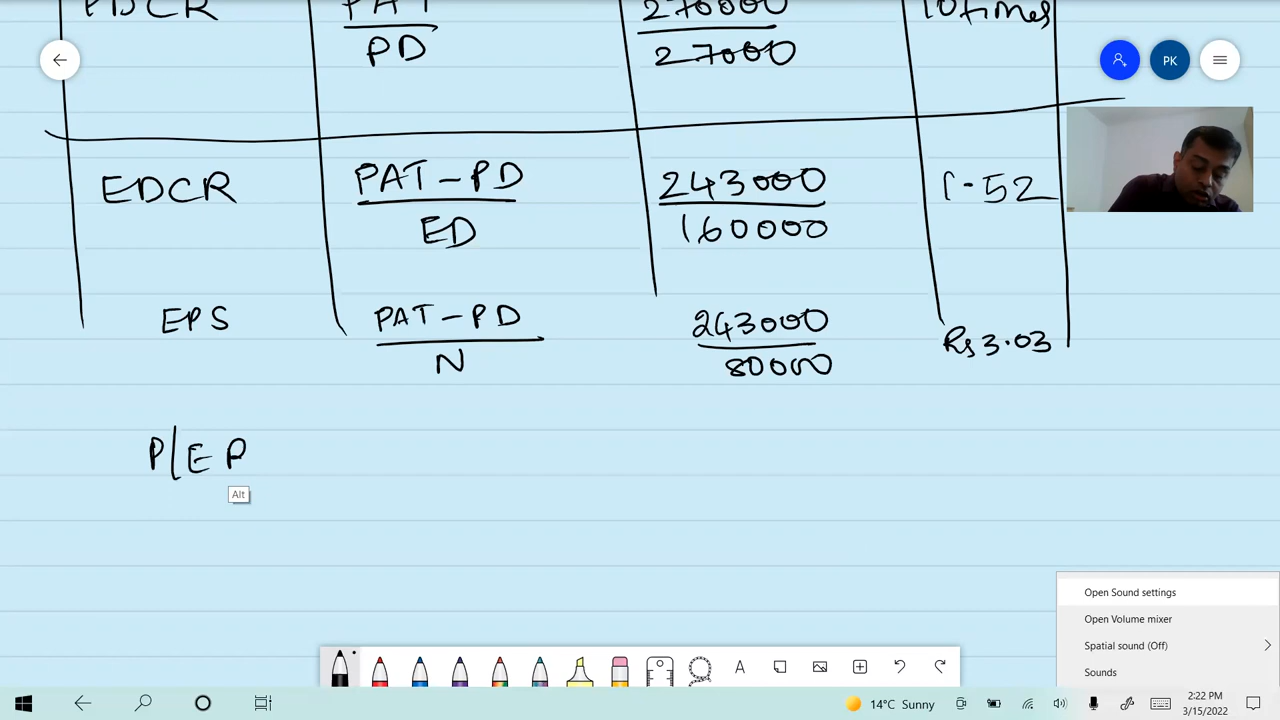 PDCR PAT 270000 10 times
PD 27000
PK
EDCR PAT - PD 243000 1.52
ED 160000
EPS PAT - PD 243000 Rs 3.03
N 80000
P/E P
Alt
Open Sound settings
Open Volume mixer
Spatial sound (Off)
Sounds
A
14°C Sunny
2:22 PM
3/15/2022